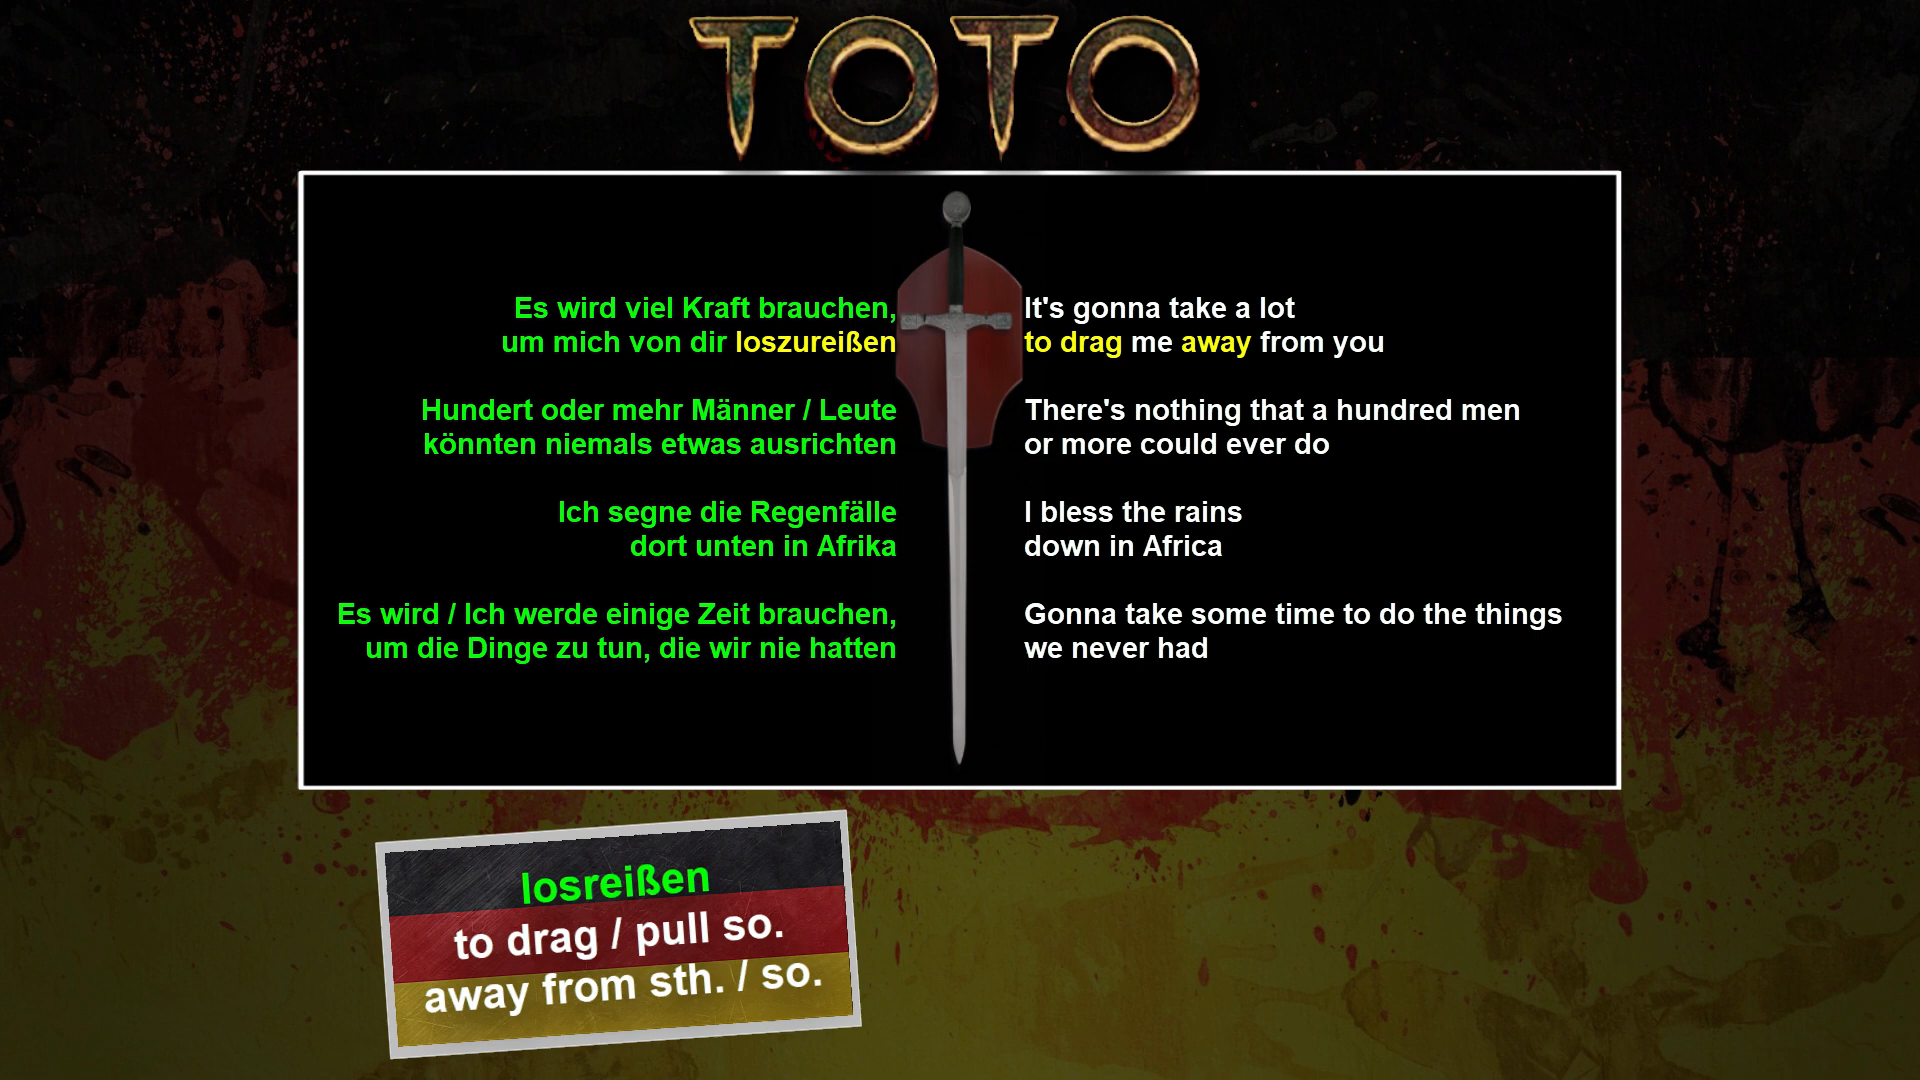 TOTO
Es wird viel Kraft brauchen,
um mich von dir loszureißen
Hundert oder mehr Männer / Leute
könnten niemals etwas ausrichten
Ich segne die Regenfälle
dort unten in Afrika
Es wird / Ich werde einige Zeit brauchen,
um die Dinge zu tun, die wir nie hatten
It's gonna take a lot
to drag me away from you
There's nothing that a hundred men
or more could ever do
I bless the rains
down in Africa
Gonna take some time to do the things
we never had
losreißen
to drag / pull so.
away from sth. / so.